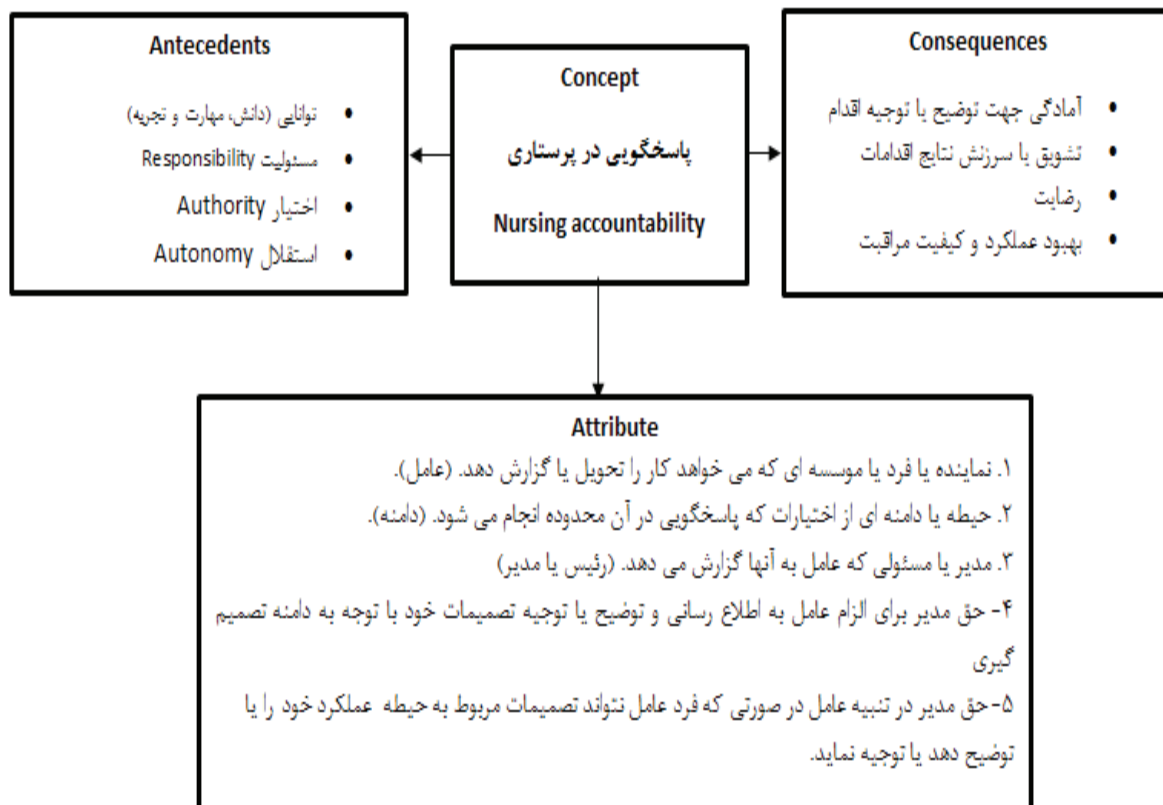 Antecedents
• توانایی (دانش، مهارت و تجربه)
• مسئولیت Responsibility
• اختیار Authority
• استقلال Autonomy
Concept
پاسخگویی در پرستاری
Nursing accountability
Consequences
• آمادگی جهت توضیح یا توجیه اقدام
• تشویق یا سرزنش نتایج اقدامات
• رضایت
• بهبود عملکرد و کیفیت مراقبت
Attribute
۱. نماینده یا فرد یا موسسه ای که می خواهد کار را تحویل یا گزارش دهد. (عامل).
۲. حیطه یا دامنه ای از اختیارات که پاسخگویی در آن محدوده انجام می شود. (دامنه).
۳. مدیر یا مسئولی که عامل به آنها گزارش می دهد. (رئیس یا مدیر)
۴- حق مدیر برای الزام عامل به اطلاع رسانی و توضیح یا توجیه تصمیمات خود با توجه به دامنه تصمیم
گیری
۵- حق مدیر در تنبیه عامل در صورتی که فرد عامل نتواند تصمیمات مربوط به حیطه عملکرد خود را یا
توضیح دهد یا توجیه نماید.